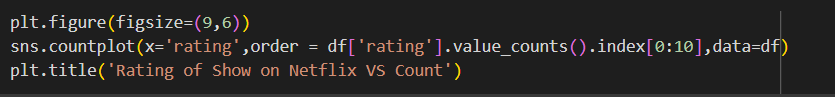 plt.figure(figsize=(9,6))
sns.countplot(x='rating',order = df['rating'].value_counts().index[0:10],data=df)
plt.title('Rating of Show on Netflix VS Count')